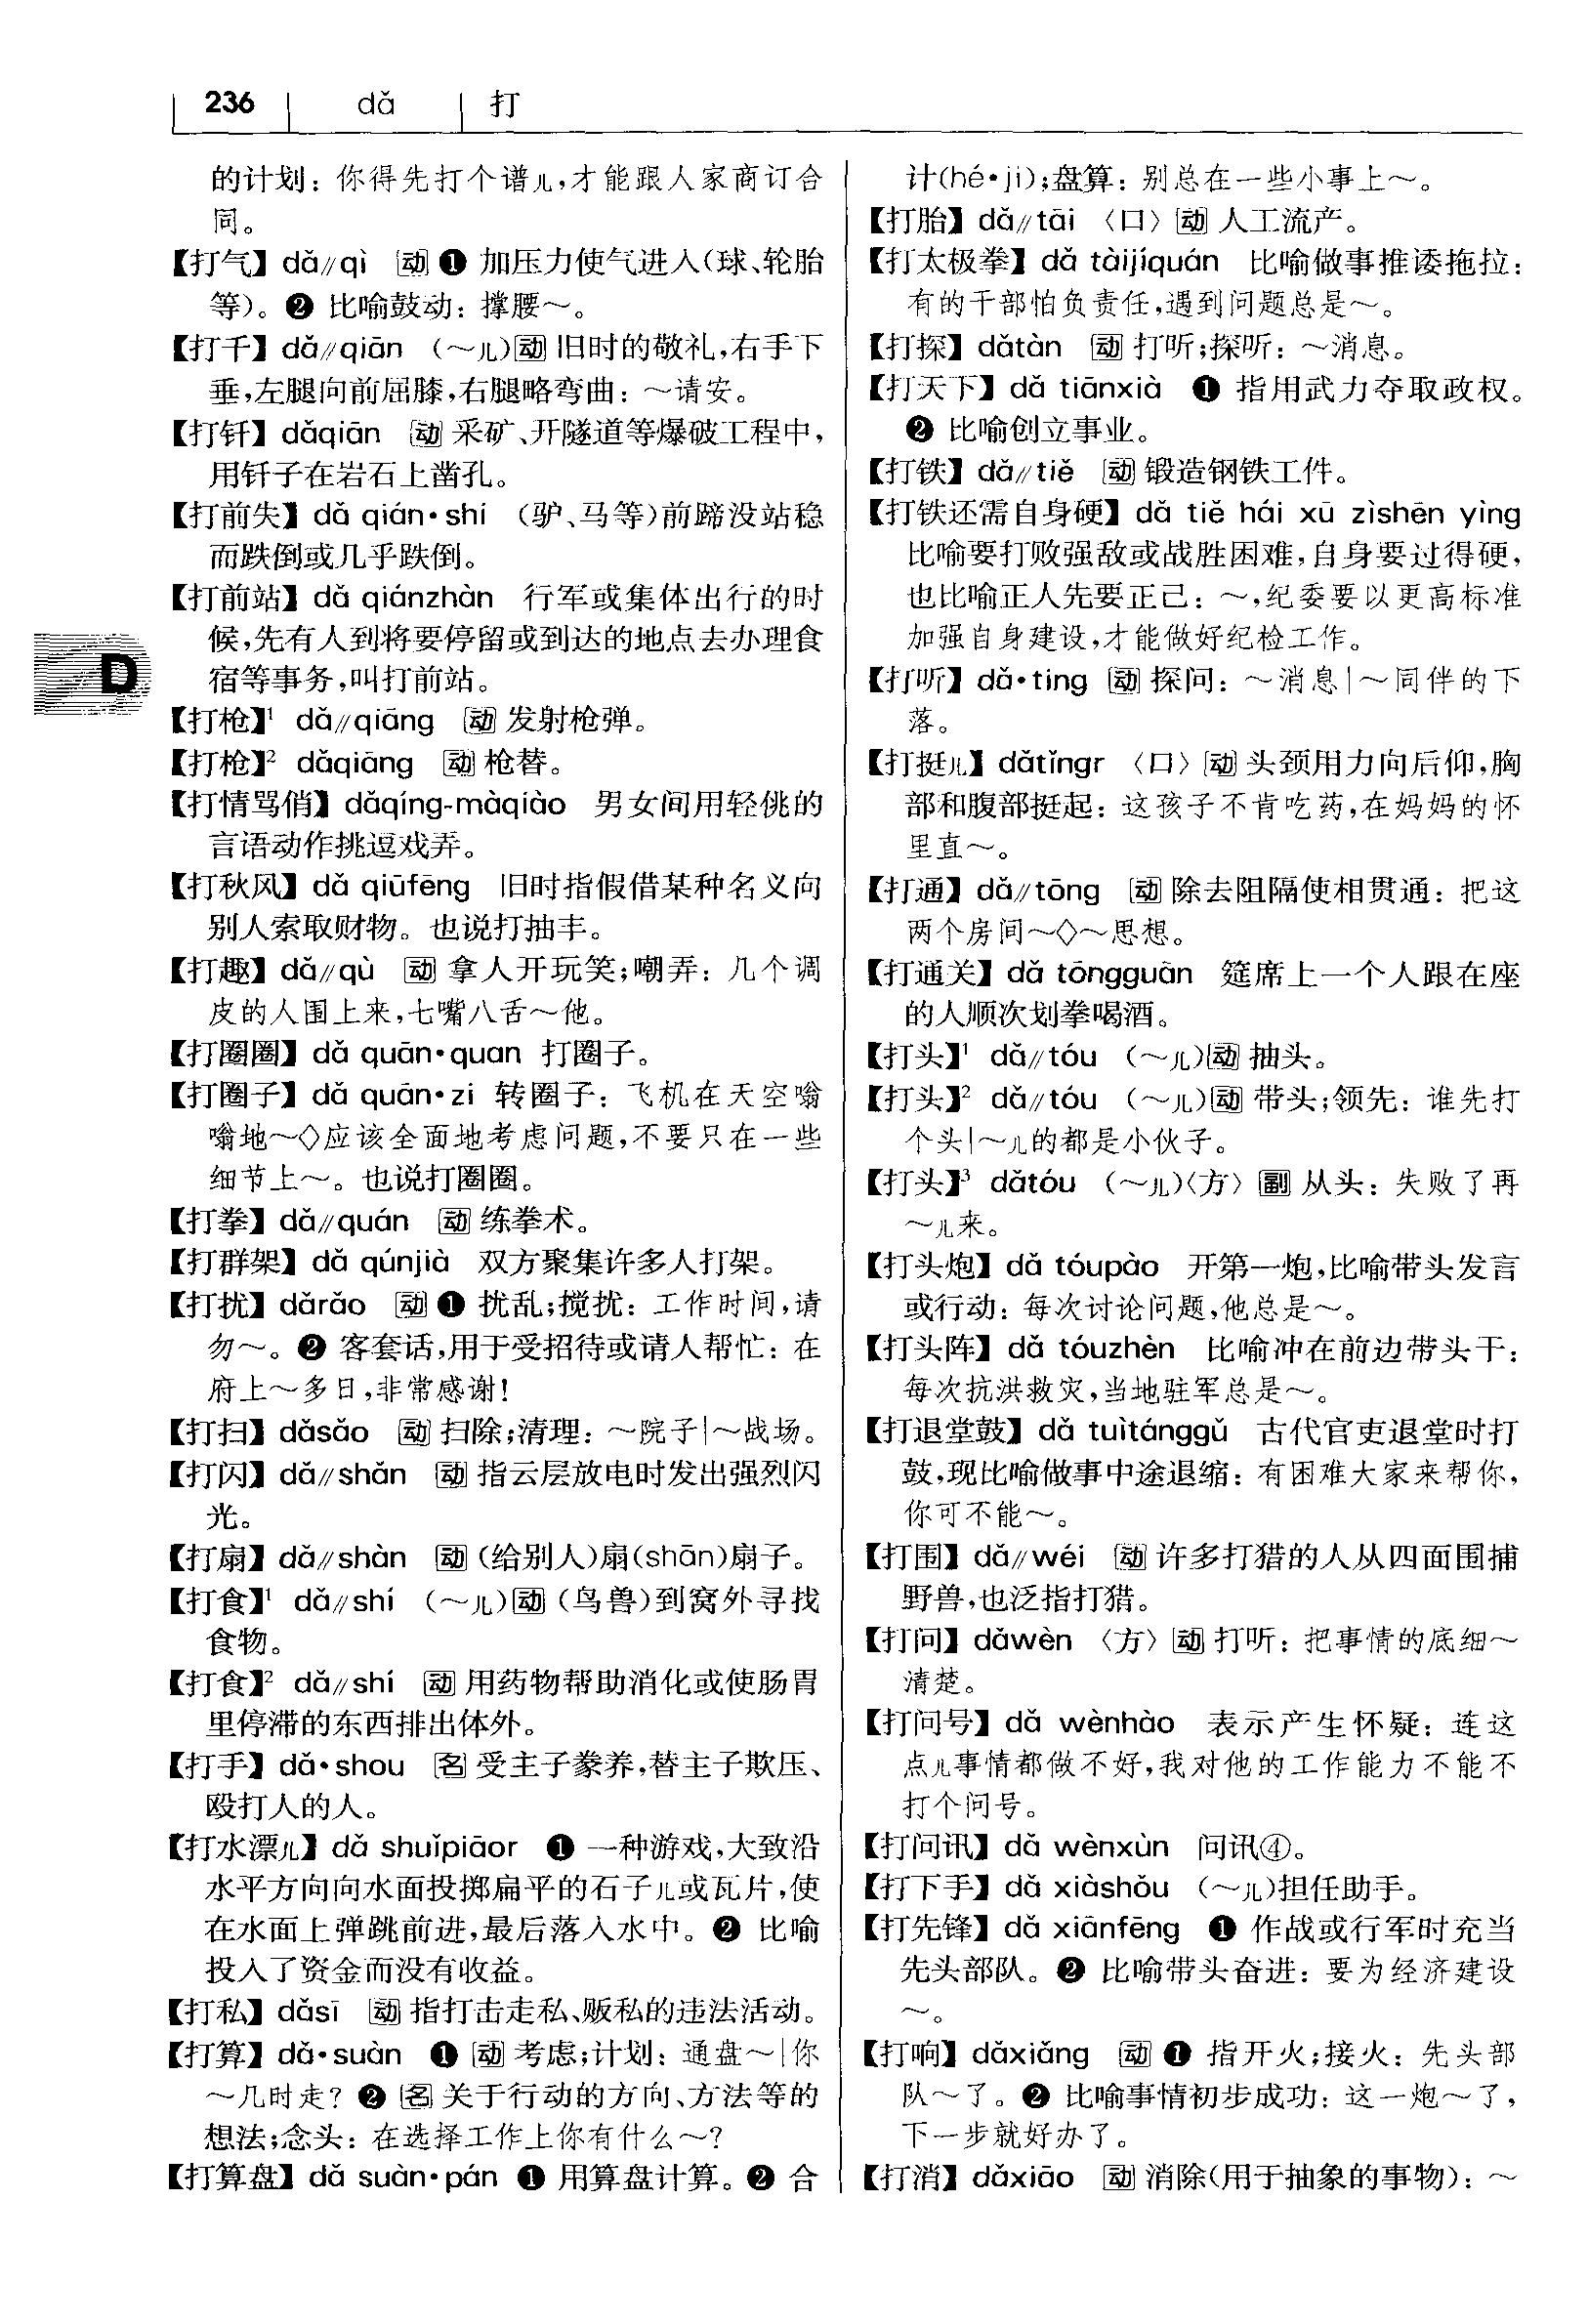 236 dǎ 打
的计划：你得先打个谱儿，才能跟人家商订合
同。
【打气】dǎ∥qì 动 ❶ 加压力使气进入(球、轮胎
等)。❷ 比喻鼓动：撑腰～。
【打千】dǎ∥qiān （～儿)动 旧时的敬礼,右手下
垂,左腿向前屈膝,右腿略弯曲：～请安。
【打钎】dǎqiān 动 采矿、开隧道等爆破工程中,
用钎子在岩石上凿孔。
【打前失】dǎ qián•shi （驴、马等)前蹄没站稳
而跌倒或几乎跌倒。
【打前站】dǎ qiánzhàn 行军或集体出行的时
候,先有人到将要停留或到达的地点去办理食
宿等事务,叫打前站。
【打枪】¹ dǎ∥qiāng 动 发射枪弹。
【打枪】² dǎqiāng 动 枪替。
【打情骂俏】dǎqíng-màqiào 男女间用轻佻的
言语动作挑逗戏弄。
【打秋风】dǎ qiūfēng 旧时指假借某种名义向
别人索取财物。也说打抽丰。
【打趣】dǎ∥qù 动 拿人开玩笑;嘲弄：几个调
皮的人围上来,七嘴八舌～他。
【打圈圈】dǎ quān•quan 打圈子。
【打圈子】dǎ quān•zi 转圈子：飞机在天空嗡
嗡地～◇应该全面地考虑问题,不要只在一些
细节上～。也说打圈圈。
【打拳】dǎ∥quán 动 练拳术。
【打群架】dǎ qúnjià 双方聚集许多人打架。
【打扰】dǎrǎo 动 ❶ 扰乱;搅扰：工作时间,请
勿～。❷ 客套话,用于受招待或请人帮忙：在
府上～多日,非常感谢!
【打扫】dǎsǎo 动 扫除;清理：～院子|～战场。
【打闪】dǎ∥shǎn 动 指云层放电时发出强烈闪
光。
【打扇】dǎ∥shàn 动 (给别人)扇(shān)扇子。
【打食】¹ dǎ∥shí （～儿)动 (鸟兽)到窝外寻找
食物。
【打食】² dǎ∥shí 动 用药物帮助消化或使肠胃
里停滞的东西排出体外。
【打手】dǎ•shou 名 受主子豢养,替主子欺压、
殴打人的人。
【打水漂儿】dǎ shuǐpiāor ❶ 一种游戏,大致沿
水平方向向水面投掷扁平的石子儿或瓦片,使
在水面上弹跳前进,最后落入水中。❷ 比喻
投入了资金而没有收益。
【打私】dǎsī 动 指打击走私、贩私的违法活动。
【打算】dǎ•suàn ❶ 动 考虑;计划：通盘～|你
～几时走? ❷ 名 关于行动的方向、方法等的
想法;念头：在选择工作上你有什么～?
【打算盘】dǎ suàn•pán ❶ 用算盘计算。❷ 合
计(hé•ji);盘算：别总在一些小事上～。
【打胎】dǎ∥tāi 〈口〉动 人工流产。
【打太极拳】dǎ tàijíquán 比喻做事推诿拖拉：
有的干部怕负责任,遇到问题总是～。
【打探】dǎtàn 动 打听;探听：～消息。
【打天下】dǎ tiānxià ❶ 指用武力夺取政权。
❷ 比喻创立事业。
【打铁】dǎ∥tiě 动 锻造钢铁工件。
【打铁还需自身硬】dǎ tiě hái xū zìshēn yìng
比喻要打败强敌或战胜困难,自身要过得硬,
也比喻正人先要正己：～,纪委要以更高标准
加强自身建设,才能做好纪检工作。
【打听】dǎ•ting 动 探问：～消息|～同伴的下
落。
【打挺儿】dǎtǐngr 〈口〉动 头颈用力向后仰,胸
部和腹部挺起：这孩子不肯吃药,在妈妈的怀
里直～。
【打通】dǎ∥tōng 动 除去阻隔使相贯通：把这
两个房间～◇～思想。
【打通关】dǎ tōngguān 筵席上一个人跟在座
的人顺次划拳喝酒。
【打头】¹ dǎ∥tóu （～儿)动 抽头。
【打头】² dǎ∥tóu （～儿)动 带头;领先：谁先打
个头|～儿的都是小伙子。
【打头】³ dǎtóu （～儿)〈方〉副 从头：失败了再
～儿来。
【打头炮】dǎ tóupào 开第一炮,比喻带头发言
或行动：每次讨论问题,他总是～。
【打头阵】dǎ tóuzhèn 比喻冲在前边带头干：
每次抗洪救灾,当地驻军总是～。
【打退堂鼓】dǎ tuìtánggǔ 古代官吏退堂时打
鼓,现比喻做事中途退缩：有困难大家来帮你,
你可不能～。
【打围】dǎ∥wéi 动 许多打猎的人从四面围捕
野兽,也泛指打猎。
【打问】dǎwèn 〈方〉动 打听：把事情的底细～
清楚。
【打问号】dǎ wènhào 表示产生怀疑：连这
点儿事情都做不好,我对他的工作能力不能不
打个问号。
【打问讯】dǎ wènxùn 问讯④。
【打下手】dǎ xiàshǒu （～儿)担任助手。
【打先锋】dǎ xiānfēng ❶ 作战或行军时充当
先头部队。❷ 比喻带头奋进：要为经济建设
～。
【打响】dǎxiǎng 动 ❶ 指开火;接火：先头部
队～了。❷ 比喻事情初步成功：这一炮～了,
下一步就好办了。
【打消】dǎxiāo 动 消除(用于抽象的事物)：～
D